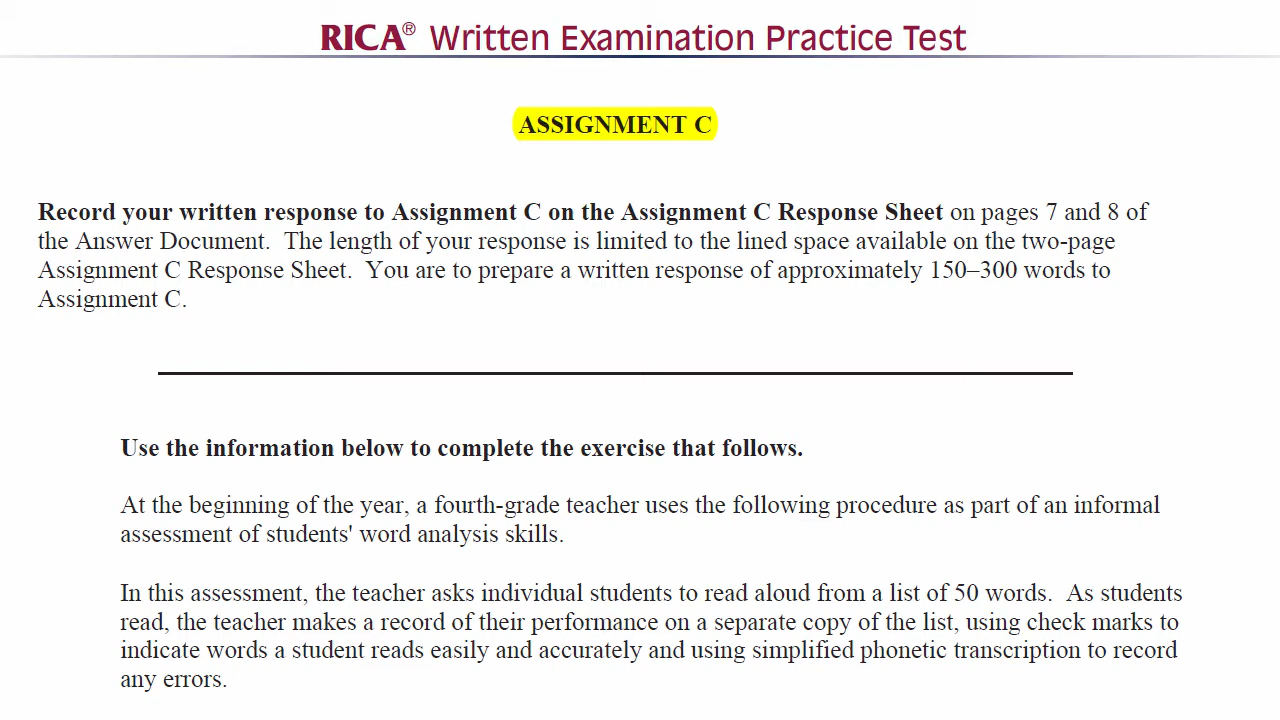 RICA® Written Examination Practice Test
ASSIGNMENT C
Record your written response to Assignment C on the Assignment C Response Sheet on pages 7 and 8 of
the Answer Document. The length of your response is limited to the lined space available on the two-page
Assignment C Response Sheet. You are to prepare a written response of approximately 150–300 words to
Assignment C.
Use the information below to complete the exercise that follows.
At the beginning of the year, a fourth-grade teacher uses the following procedure as part of an informal
assessment of students' word analysis skills.
In this assessment, the teacher asks individual students to read aloud from a list of 50 words. As students
read, the teacher makes a record of their performance on a separate copy of the list, using check marks to
indicate words a student reads easily and accurately and using simplified phonetic transcription to record
any errors.